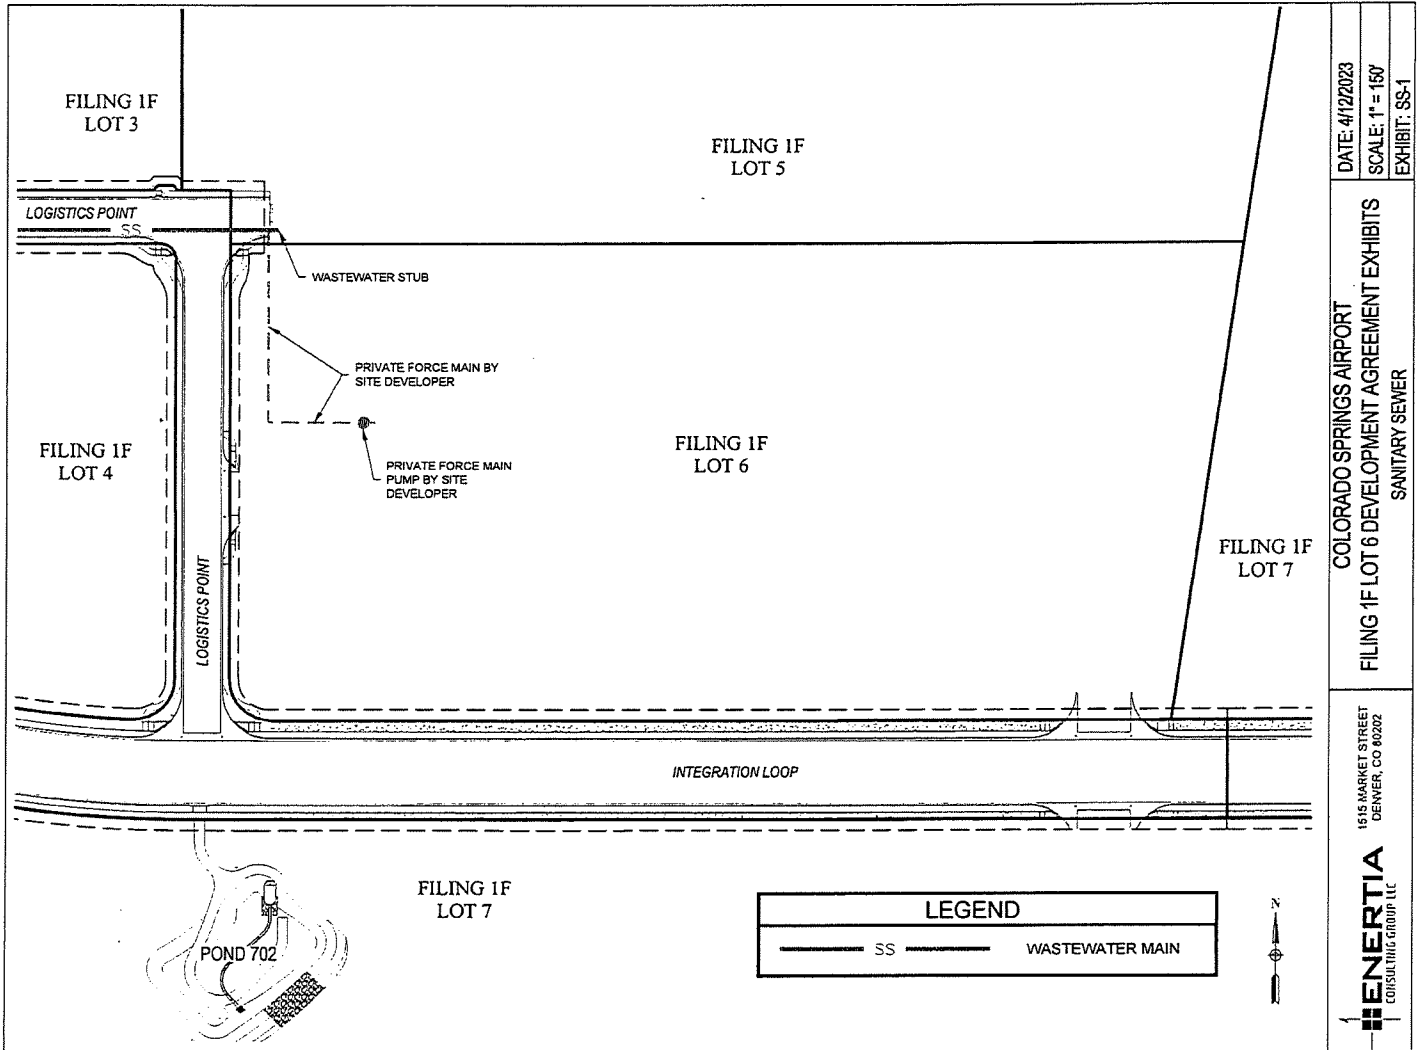 FILING 1F
LOT 3
FILING 1F
LOT 5
LOGISTICS POINT
SS
WASTEWATER STUB
PRIVATE FORCE MAIN BY
SITE DEVELOPER
FILING 1F
LOT 4
FILING 1F
LOT 6
PRIVATE FORCE MAIN
PUMP BY SITE
DEVELOPER
LOGISTICS POINT
FILING 1F
LOT 7
INTEGRATION LOOP
FILING 1F
LOT 7
POND 702
LEGEND
SS WASTEWATER MAIN
N
DATE: 4/12/2023
SCALE: 1" = 150'
EXHIBIT: SS-1
COLORADO SPRINGS AIRPORT
FILING 1F LOT 6 DEVELOPMENT AGREEMENT EXHIBITS
SANITARY SEWER
1515 MARKET STREET
DENVER, CO 80202
ENERTIA
CONSULTING GROUP LLC